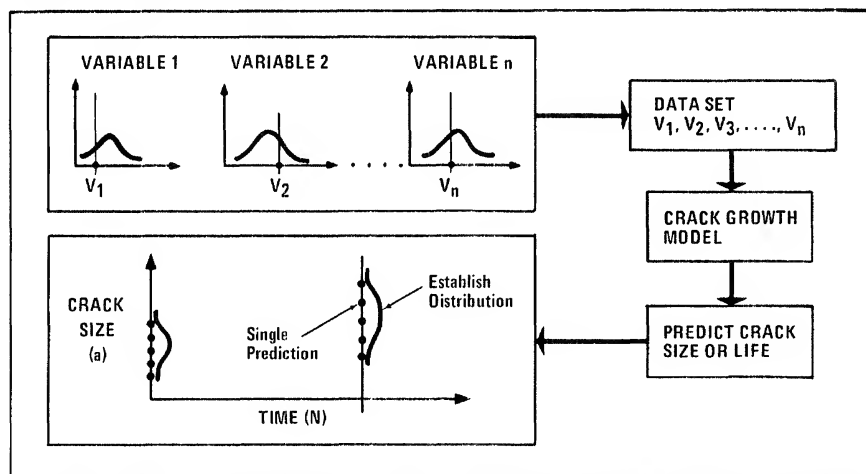 VARIABLE 1
VARIABLE 2
VARIABLE n
V1
V2
. . . . .
Vn
DATA SET
V1, V2, V3, . . . ., Vn
CRACK GROWTH
MODEL
PREDICT CRACK
SIZE OR LIFE
CRACK
SIZE
(a)
Single
Prediction
Establish
Distribution
TIME (N)